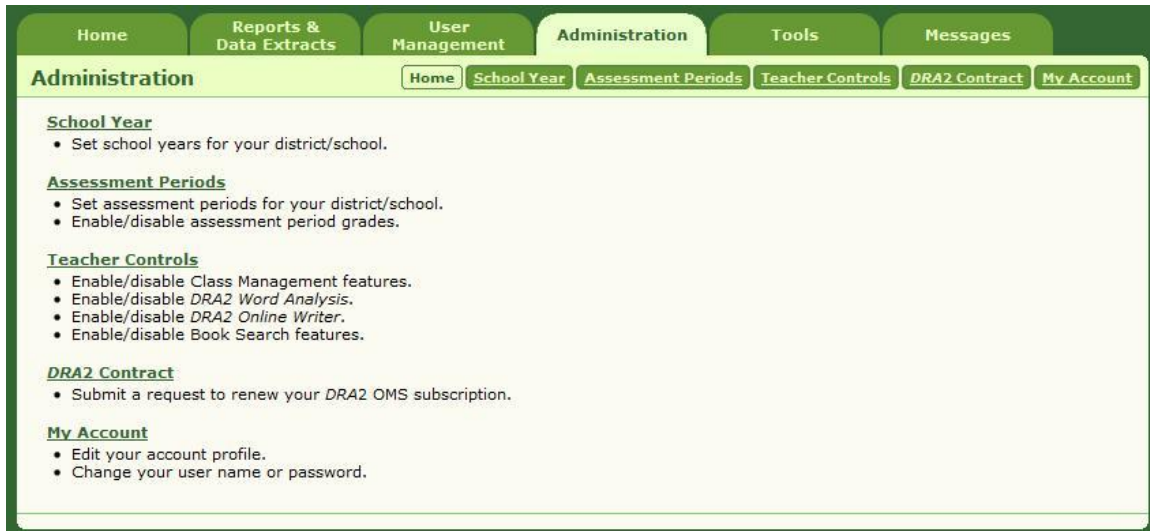 Home
Reports &
Data Extracts
User
Management
Administration
Tools
Messages
Administration
Home School Year Assessment Periods Teacher Controls DRA2 Contract My Account
School Year
• Set school years for your district/school.
Assessment Periods
• Set assessment periods for your district/school.
• Enable/disable assessment period grades.
Teacher Controls
• Enable/disable Class Management features.
• Enable/disable DRA2 Word Analysis.
• Enable/disable DRA2 Online Writer.
• Enable/disable Book Search features.
DRA2 Contract
• Submit a request to renew your DRA2 OMS subscription.
My Account
• Edit your account profile.
• Change your user name or password.